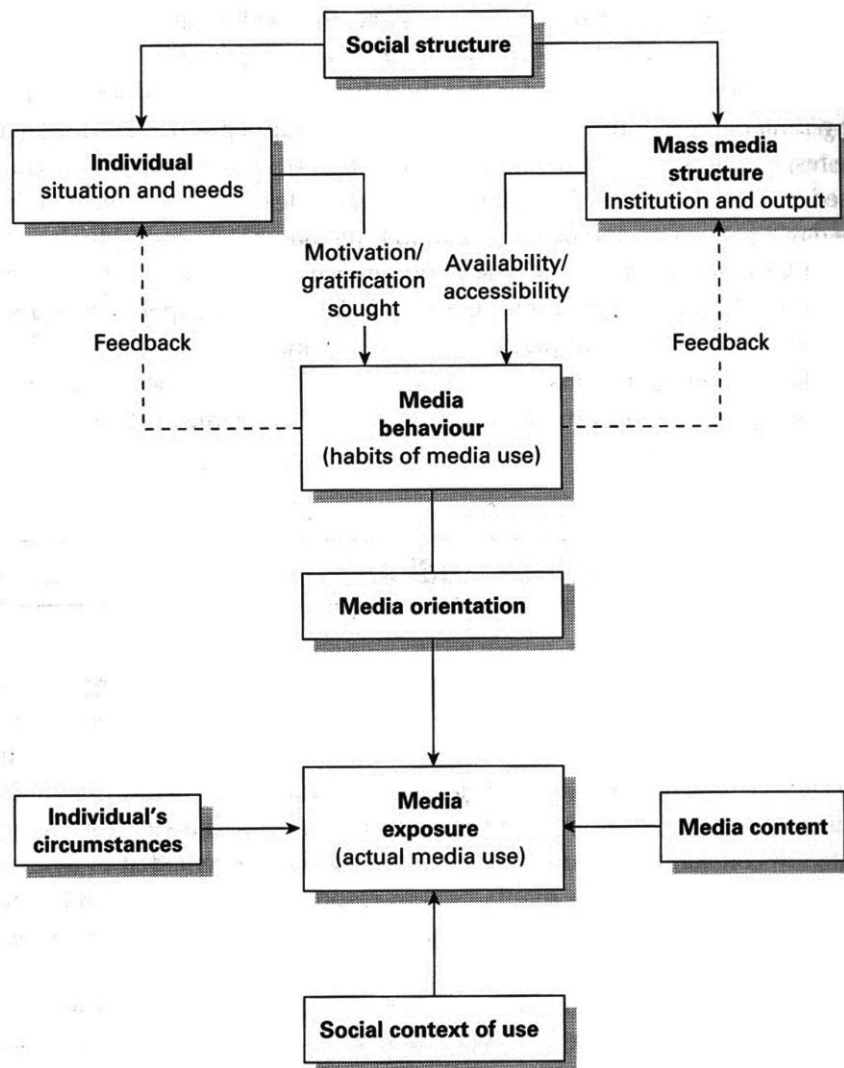 Social structure
Individual
situation and needs
Mass media
structure
Institution and output
Motivation/
gratification
sought
Availability/
accessibility
Feedback
Feedback
Media
behaviour
(habits of media use)
Media orientation
Individual's
circumstances
Media
exposure
(actual media use)
Media content
Social context of use